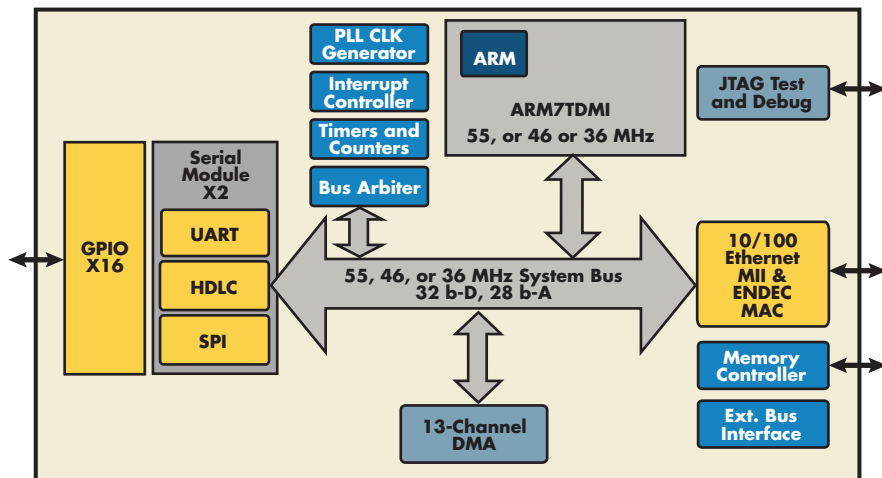 PLL CLK
Generator
Interrupt
Controller
Timers and
Counters
Bus Arbiter
ARM
ARM7TDMI
55, or 46 or 36 MHz
JTAG Test
and Debug
GPIO
X16
Serial
Module
X2
UART
HDLC
SPI
55, 46, or 36 MHz System Bus
32 b-D, 28 b-A
10/100
Ethernet
MII &
ENDEC
MAC
Memory
Controller
Ext. Bus
Interface
13-Channel
DMA